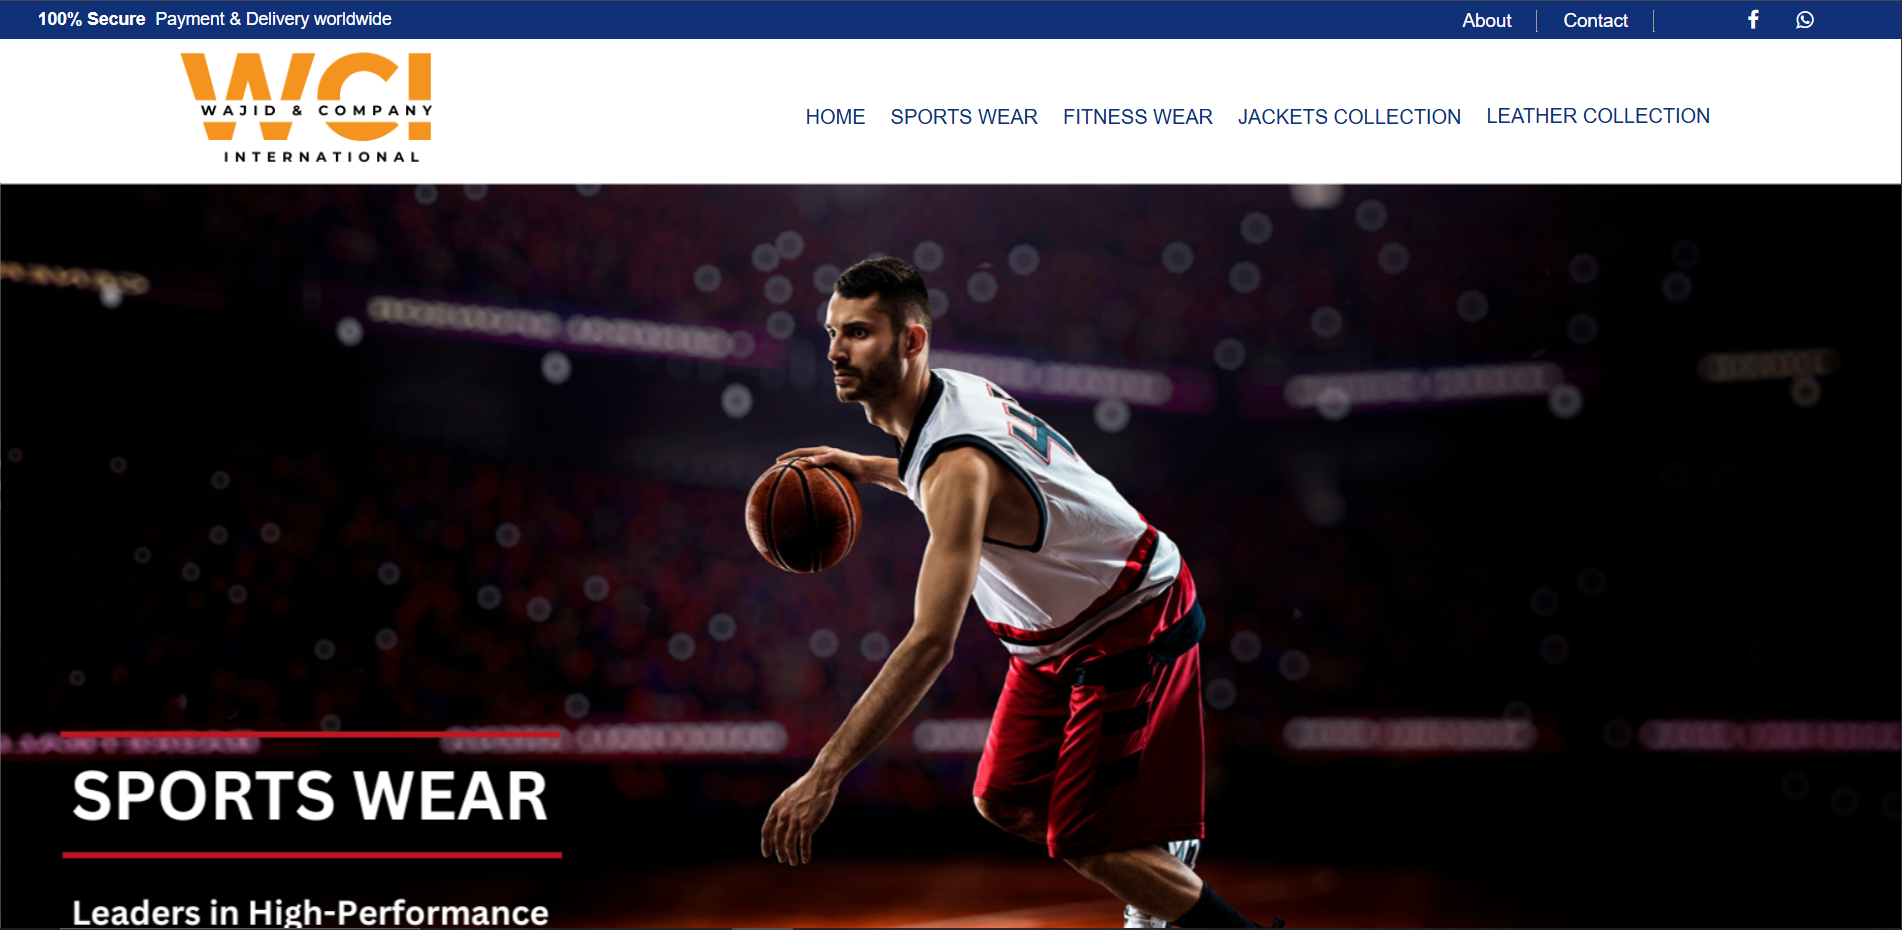 100% Secure Payment & Delivery worldwide
About
Contact
WCI
WAJID & COMPANY
INTERNATIONAL
HOME
SPORTS WEAR
FITNESS WEAR
JACKETS COLLECTION
LEATHER COLLECTION
SPORTS WEAR
Leaders in High-Performance